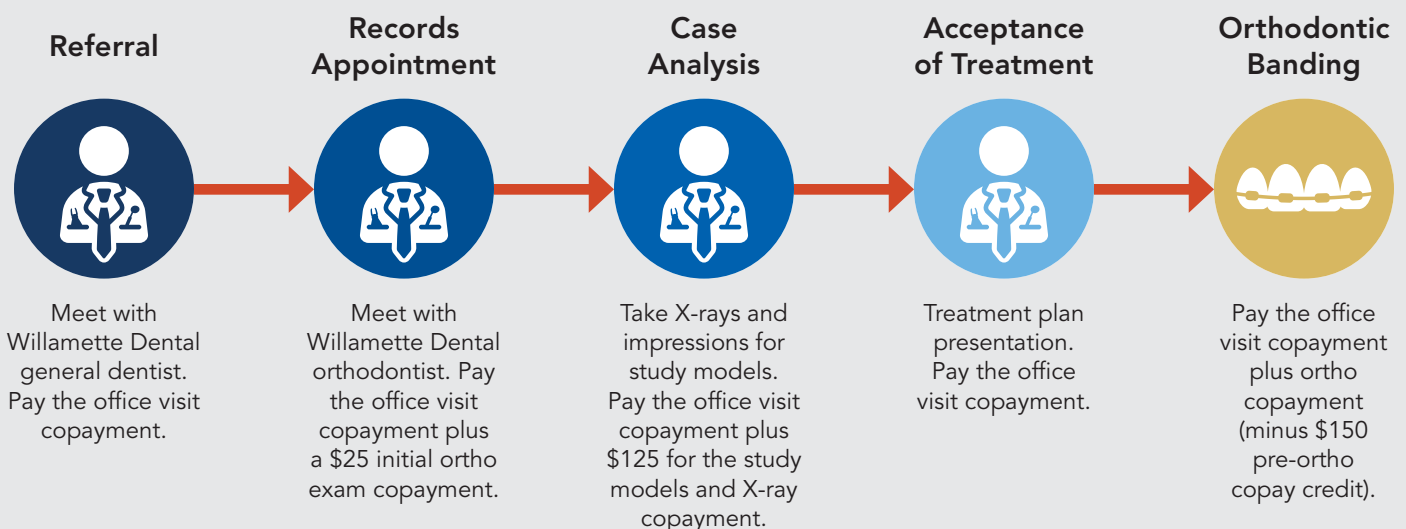 Referral
Meet with
Willamette Dental
general dentist.
Pay the office visit
copayment.
Records
Appointment
Meet with
Willamette Dental
orthodontist. Pay
the office visit
copayment plus
a $25 initial ortho
exam copayment.
Case
Analysis
Take X-rays and
impressions for
study models.
Pay the office visit
copayment plus
$125 for the study
models and X-ray
copayment.
Acceptance
of Treatment
Treatment plan
presentation.
Pay the office
visit copayment.
Orthodontic
Banding
Pay the office
visit copayment
plus ortho
copayment
(minus $150
pre-ortho
copay credit).